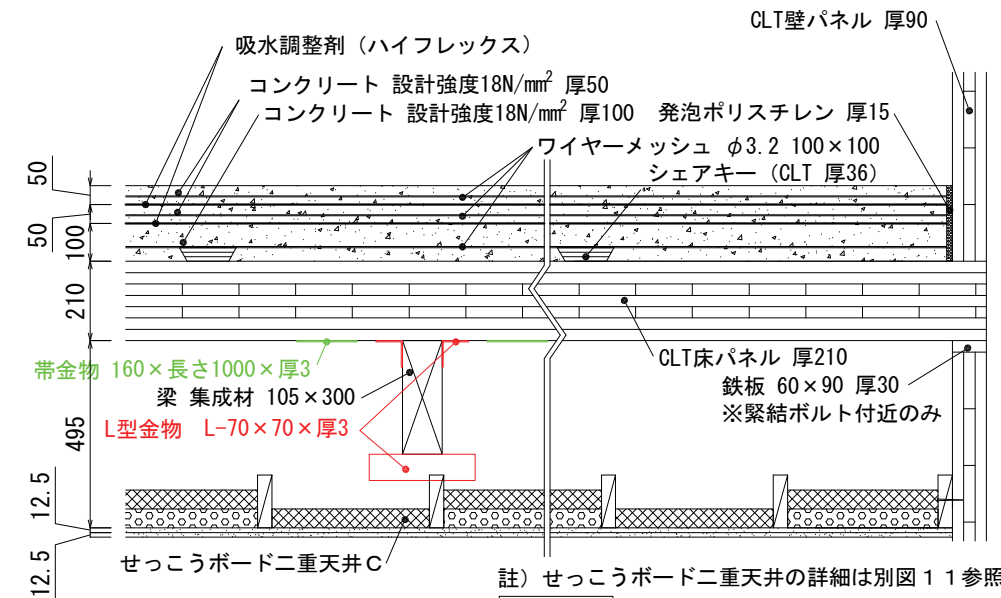 CLT壁パネル 厚90
吸水調整剤（ハイフレックス）
コンクリート 設計強度18N/mm² 厚50
コンクリート 設計強度18N/mm² 厚100
発泡ポリスチレン 厚15
ワイヤーメッシュ φ3.2 100×100
シェアキー（CLT 厚36）
50
50
100
210
495
12.5
12.5
帯金物 160×長さ1000×厚3
梁 集成材 105×300
L型金物 L-70×70×厚3
CLT床パネル 厚210
鉄板 60×90 厚30
※緊結ボルト付近のみ
せっこうボード二重天井C
註）せっこうボード二重天井の詳細は別図11参照